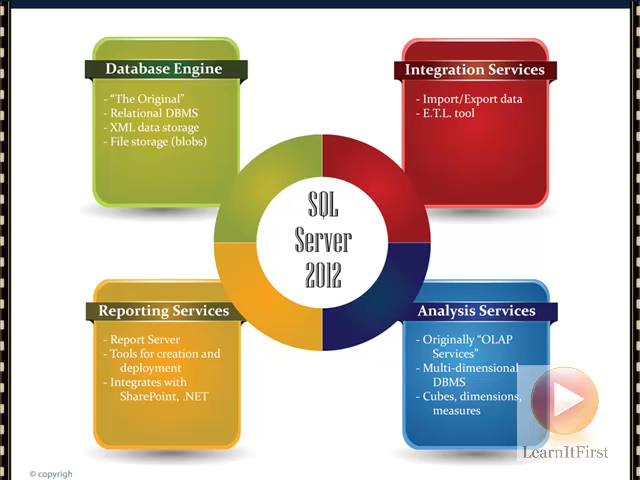 Database Engine
- "The Original"
- Relational DBMS
- XML data storage
- File storage (blobs)
Integration Services
- Import/Export data
- E.T.L. tool
SQL
Server
2012
Reporting Services
- Report Server
- Tools for creation and
deployment
- Integrates with
SharePoint, .NET
Analysis Services
- Originally "OLAP
Services"
- Multi-dimensional
DBMS
- Cubes, dimensions,
measures
LearnItFirst
© copyrigh